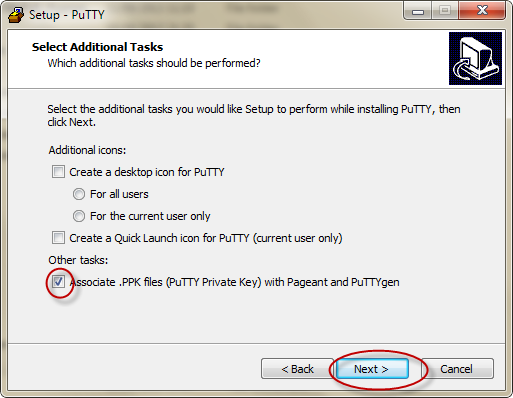 Setup - PuTTY
Select Additional Tasks
Which additional tasks should be performed?
Select the additional tasks you would like Setup to perform while installing PuTTY, then
click Next.
Additional icons:
Create a desktop icon for PuTTY
For all users
For the current user only
Create a Quick Launch icon for PuTTY (current user only)
Other tasks:
Associate .PPK files (PuTTY Private Key) with Pageant and PuTTYgen
< Back Next > Cancel